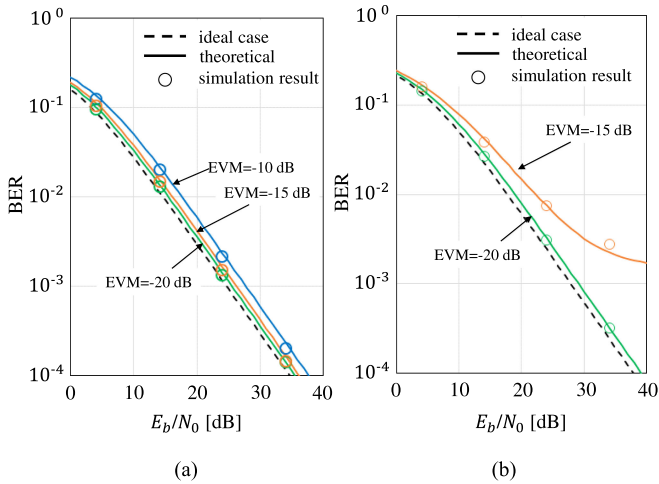 10^0
10^-1
10^-2
10^-3
10^-4
BER
0
10
20
30
40
E_b/N_0 [dB]
ideal case
theoretical
simulation result
EVM=-10 dB
EVM=-15 dB
EVM=-20 dB
(a)
10^0
10^-1
10^-2
10^-3
10^-4
BER
0
10
20
30
40
E_b/N_0 [dB]
ideal case
theoretical
simulation result
EVM=-15 dB
EVM=-20 dB
(b)